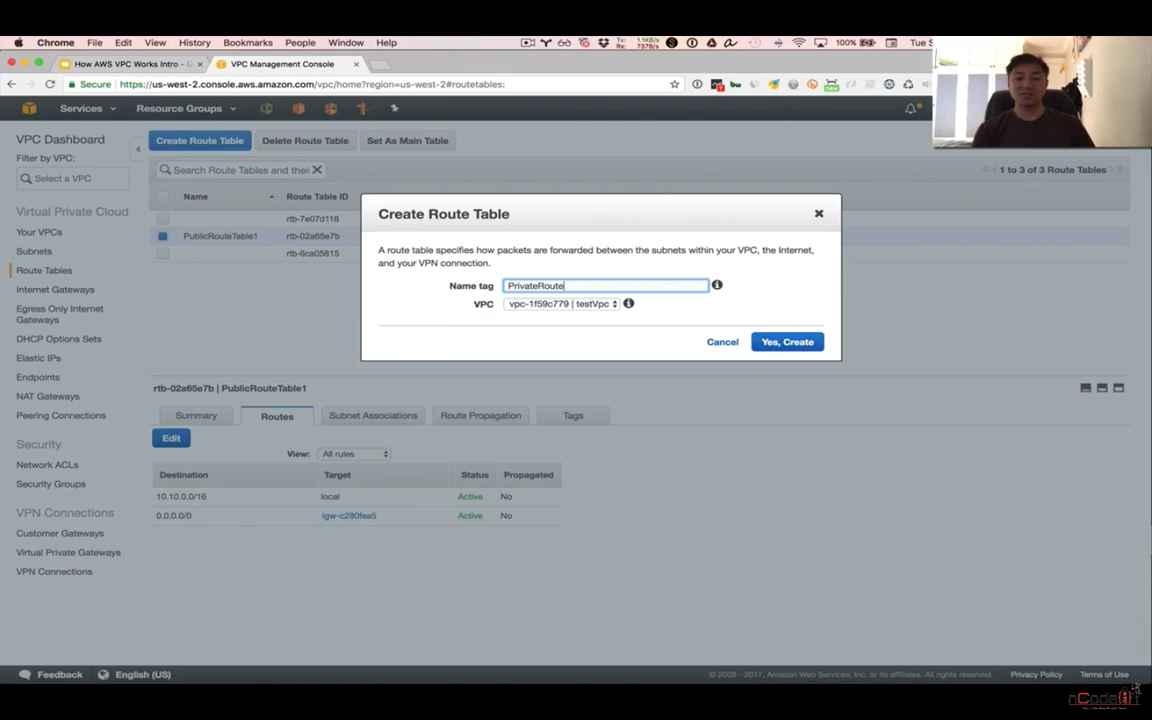 Chrome File Edit View History Bookmarks People Window Help
Tx: 1.1KB/s
Rx: 737B/s
100%
Tue S
How AWS VPC Works Intro - G
VPC Management Console
Secure https://us-west-2.console.aws.amazon.com/vpc/home?region=us-west-2#routetables:
new
Services Resource Groups
VPC Dashboard
Filter by VPC:
Select a VPC
Virtual Private Cloud
Your VPCs
Subnets
Route Tables
Internet Gateways
Egress Only Internet
Gateways
DHCP Options Sets
Elastic IPs
Endpoints
NAT Gateways
Peering Connections
Security
Network ACLs
Security Groups
VPN Connections
Customer Gateways
Virtual Private Gateways
VPN Connections
Create Route Table Delete Route Table Set As Main Table
Search Route Tables and thei
1 to 3 of 3 Route Tables
Name Route Table ID
rtb-7e07d118
PublicRouteTable1 rtb-02a65e7b
rtb-6ca05815
Create Route Table
A route table specifies how packets are forwarded between the subnets within your VPC, the Internet,
and your VPN connection.
Name tag PrivateRoute
VPC vpc-1f59c779 | testVpc
Cancel Yes, Create
rtb-02a65e7b | PublicRouteTable1
Summary Routes Subnet Associations Route Propagation Tags
Edit
View: All rules
Destination Target Status Propagated
10.10.0.0/16 local Active No
0.0.0.0/0 igw-c280fea5 Active No
Feedback English (US)
© 2008 - 2017, Amazon Web Services, Inc. or its affiliates. All rights reserved. Privacy Policy Terms of Use